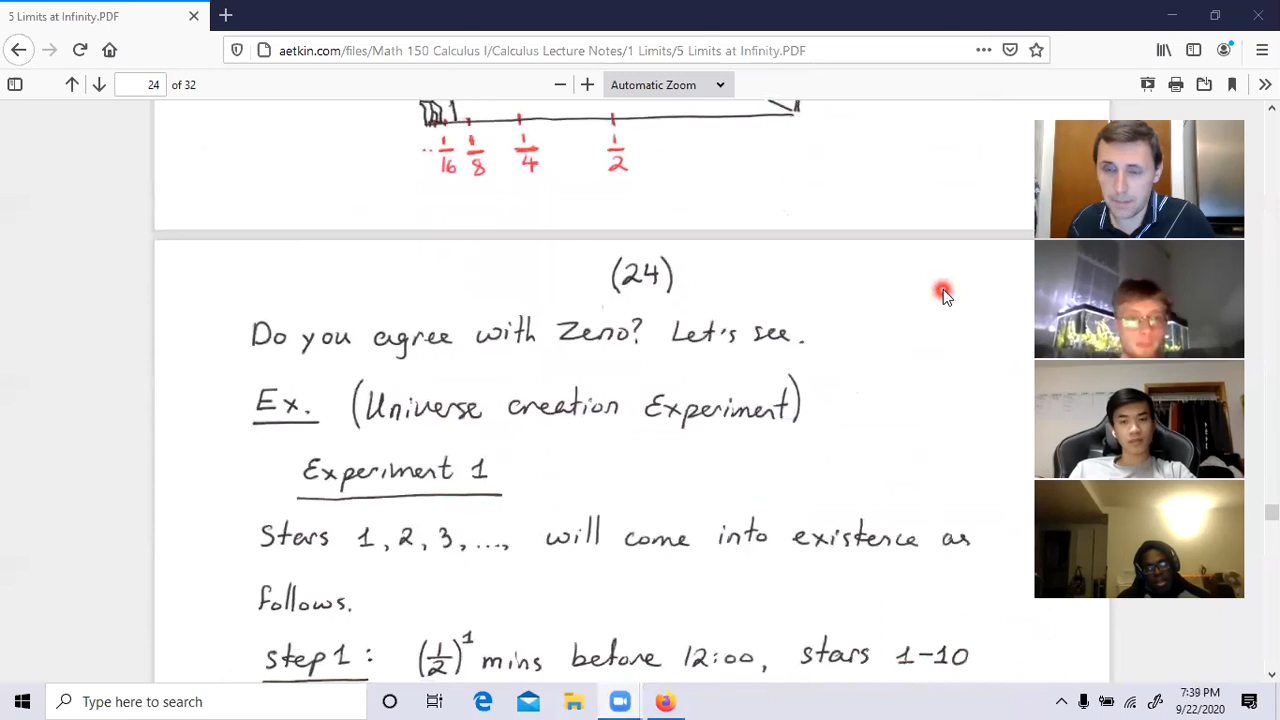 5 Limits at Infinity.PDF
aetkin.com/files/Math 150 Calculus I/Calculus Lecture Notes/1 Limits/5 Limits at Infinity.PDF
24 of 32
Automatic Zoom
.. 1/16 1/8 1/4 1/2
(24)
Do you agree with Zeno? Let's see.
Ex. (Universe creation Experiment)
Experiment 1
Stars 1, 2, 3, ..., will come into existence as
follows.
step 1 : (1/2)^1 mins before 12:00, stars 1-10
Type here to search
7:39 PM
9/22/2020